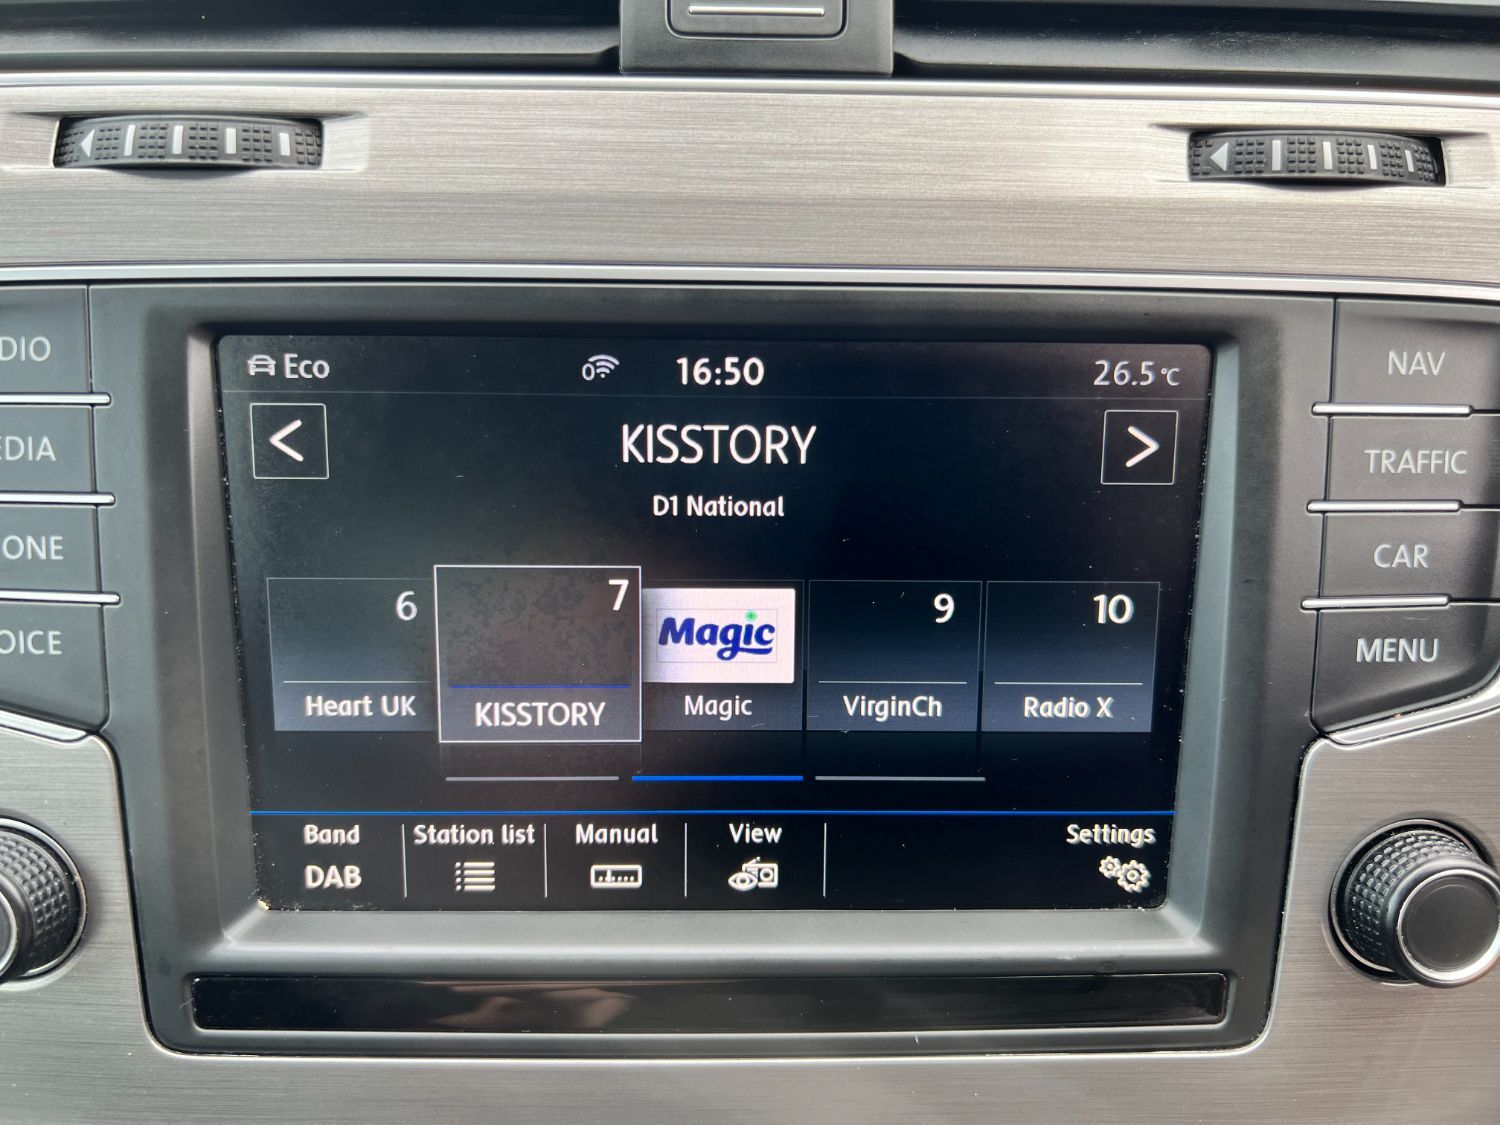 DIO
EDIA
ONE
OICE
Eco
0
16:50
26.5°C
<
KISSTORY
>
D1 National
6
7
Magic
9
10
Heart UK
KISSTORY
Magic
VirginCh
Radio X
Band
DAB
Station list
Manual
View
Settings
NAV
TRAFFIC
CAR
MENU